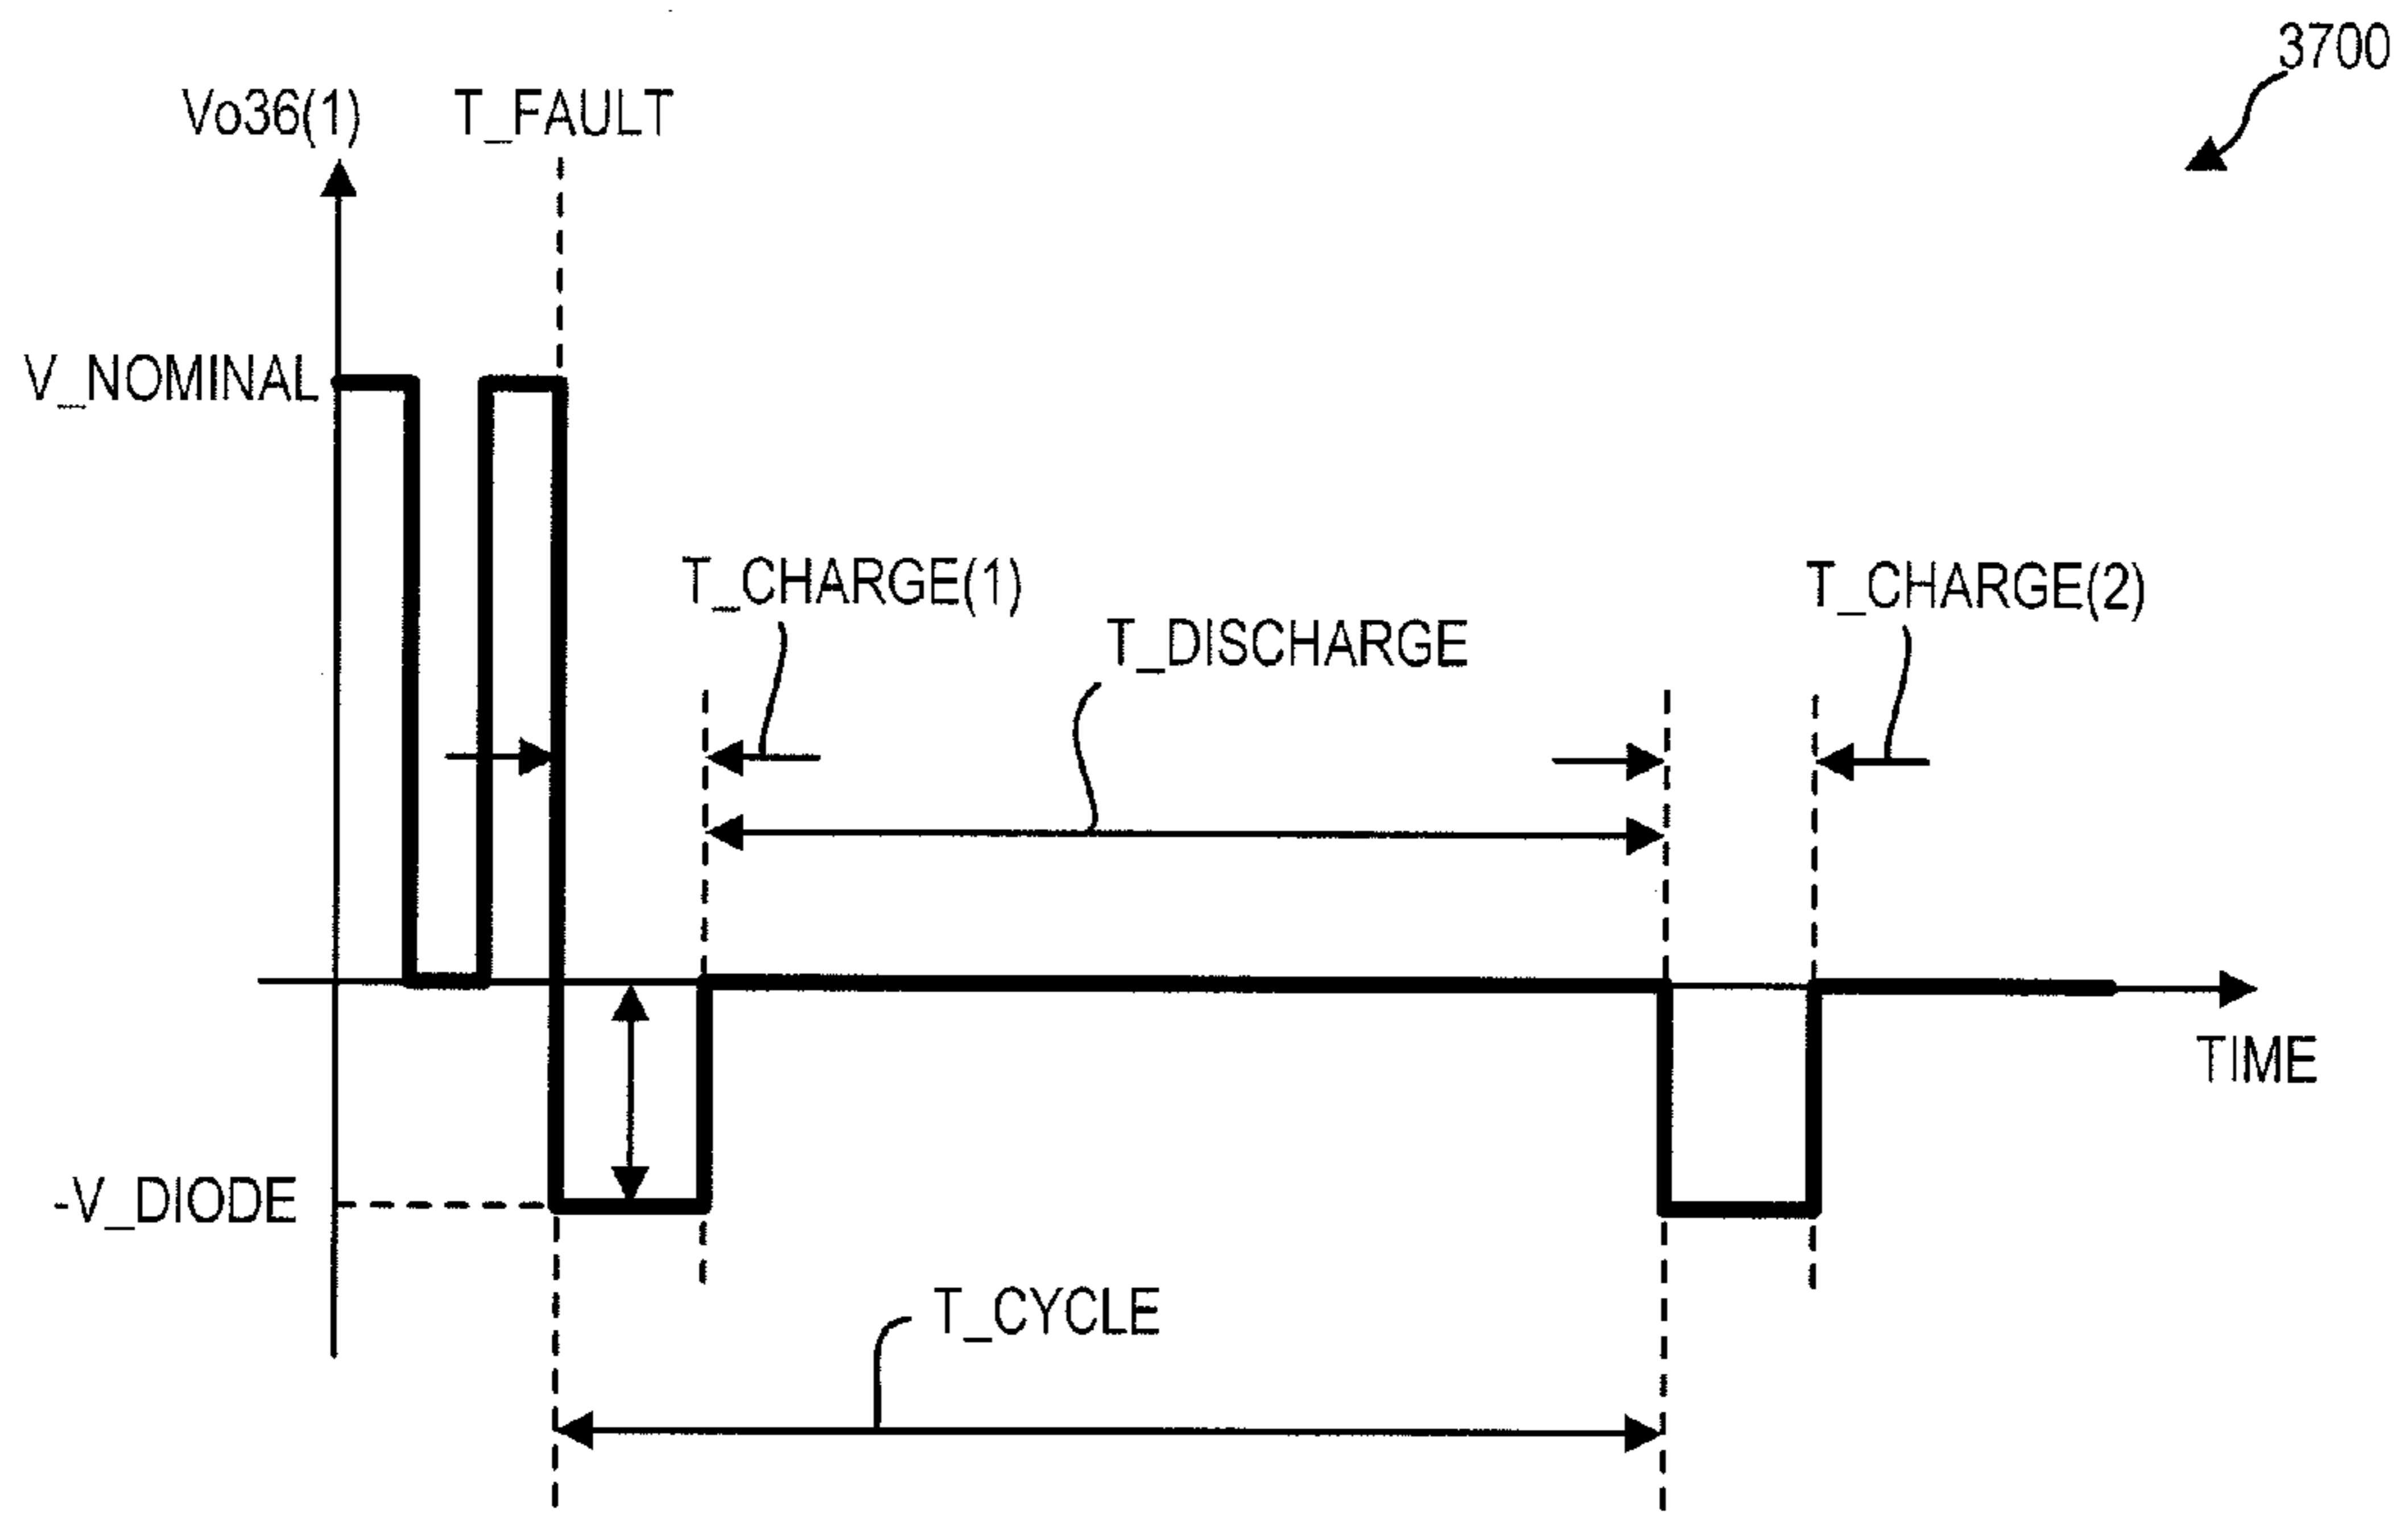 3700
Vo36(1)
T_FAULT
V_NOMINAL
T_CHARGE(1)
T_CHARGE(2)
T_DISCHARGE
TIME
-V_DIODE
T_CYCLE